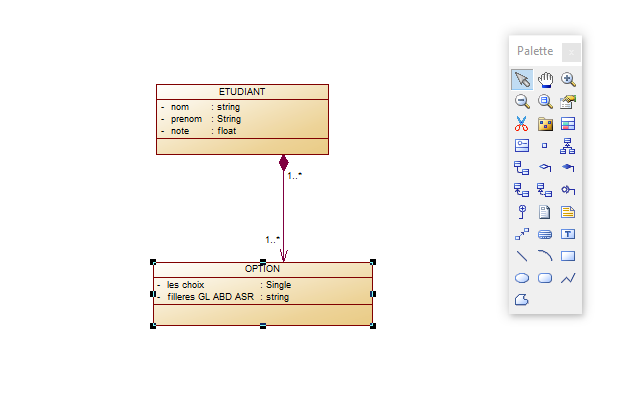 Palette
x
ETUDIANT
- nom : string
- prenom : String
- note : float
1..*
1..*
OPTION
- les choix : Single
- filleres GL ABD ASR : string